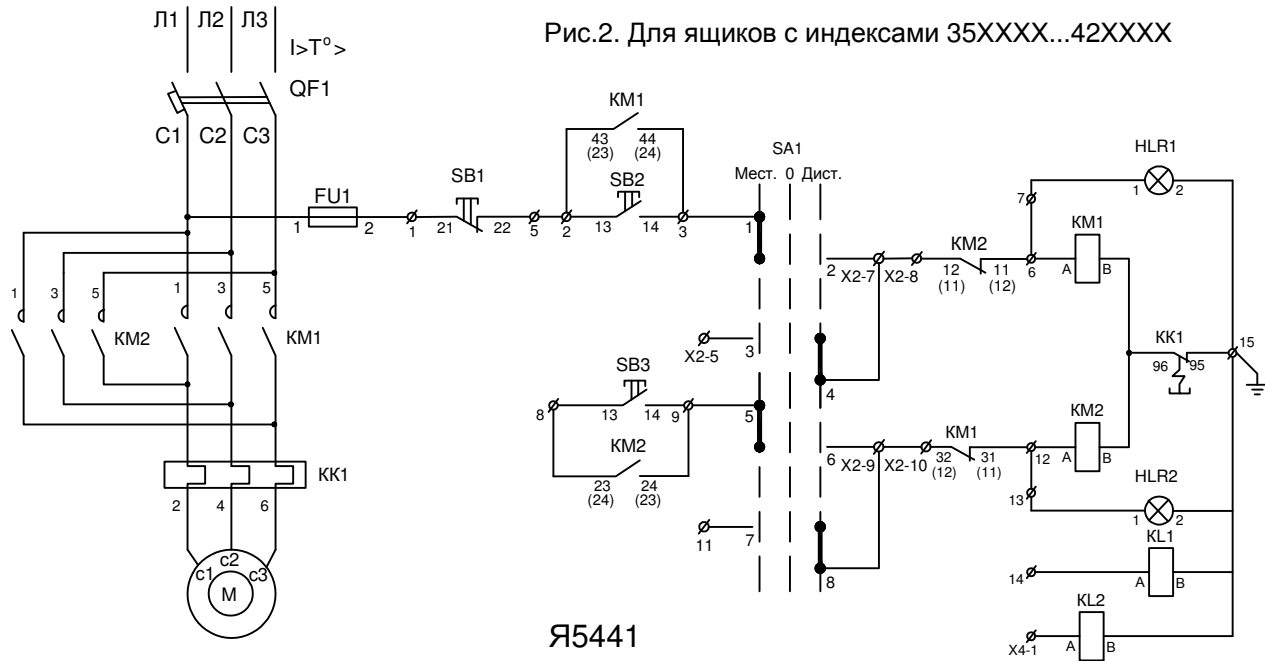 Л1 Л2 Л3
Рис.2. Для ящиков с индексами 35XXXX...42XXXX
I>T°>
QF1
C1 C2 C3
KM1
43 44
(23) (24)
SB2
13 14
FU1
1 2
SB1
1 21 22 5 2 3
SA1
Мест. 0 Дист.
1
2 X2-7 X2-8
KM2
12 11
(11) (12)
6
7
HLR1
1 2
KM1
A B
1 3 5
KM2
1 3 5
KM1
X2-5 3
4
KK1
96 95
15
SB3
8 13 14 9
KM2
23 24
(24) (23)
5
6 X2-9 X2-10
KM1
32 31
(12) (11)
12
KM2
A B
13
HLR2
1 2
11 7
8
KK1
2 4 6
c1 c2 c3
M
KL1
14 A B
KL2
X4-1 A B
Я5441